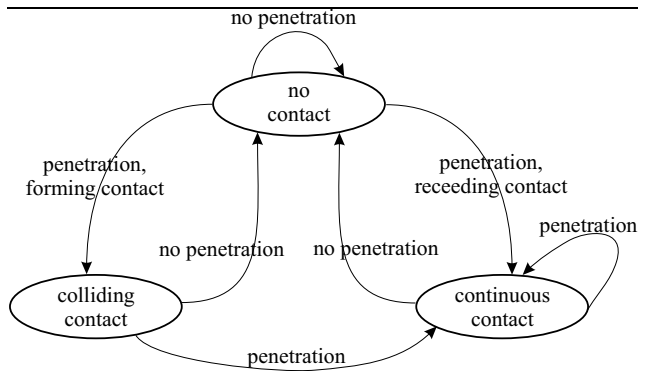 no penetration
no
contact
penetration,
forming contact
penetration,
receeding contact
penetration
no penetration
no penetration
colliding
contact
continuous
contact
penetration